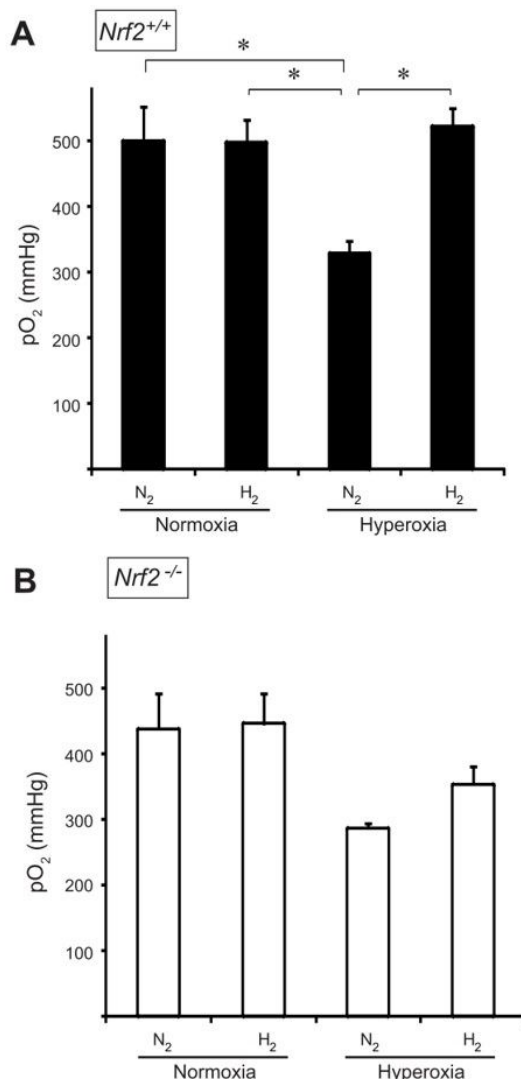 A
Nrf2+/+
* * *
500
400
300
200
100
pO2 (mmHg)
N2 H2 N2 H2
Normoxia Hyperoxia
B
Nrf2 -/-
500
400
300
200
100
pO2 (mmHg)
N2 H2 N2 H2
Normoxia Hyperoxia